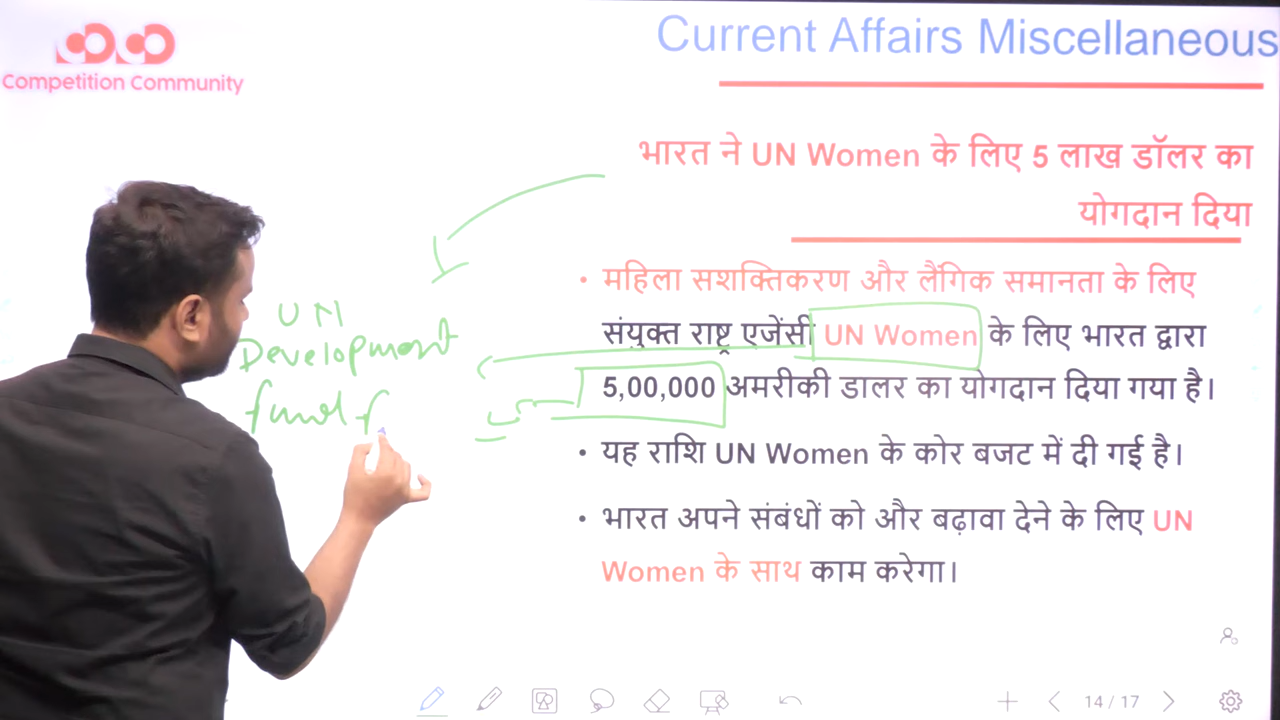 Competition Community
Current Affairs Miscellaneous
भारत ने UN Women के लिए 5 लाख डॉलर का
योगदान दिया
• महिला सशक्तिकरण और लैंगिक समानता के लिए
संयुक्त राष्ट्र एजेंसी UN Women के लिए भारत द्वारा
5,00,000 अमरीकी डालर का योगदान दिया गया है।
• यह राशि UN Women के कोर बजट में दी गई है।
• भारत अपने संबंधों को और बढ़ावा देने के लिए UN
Women के साथ काम करेगा।
UN
Development
fund f
14 / 17